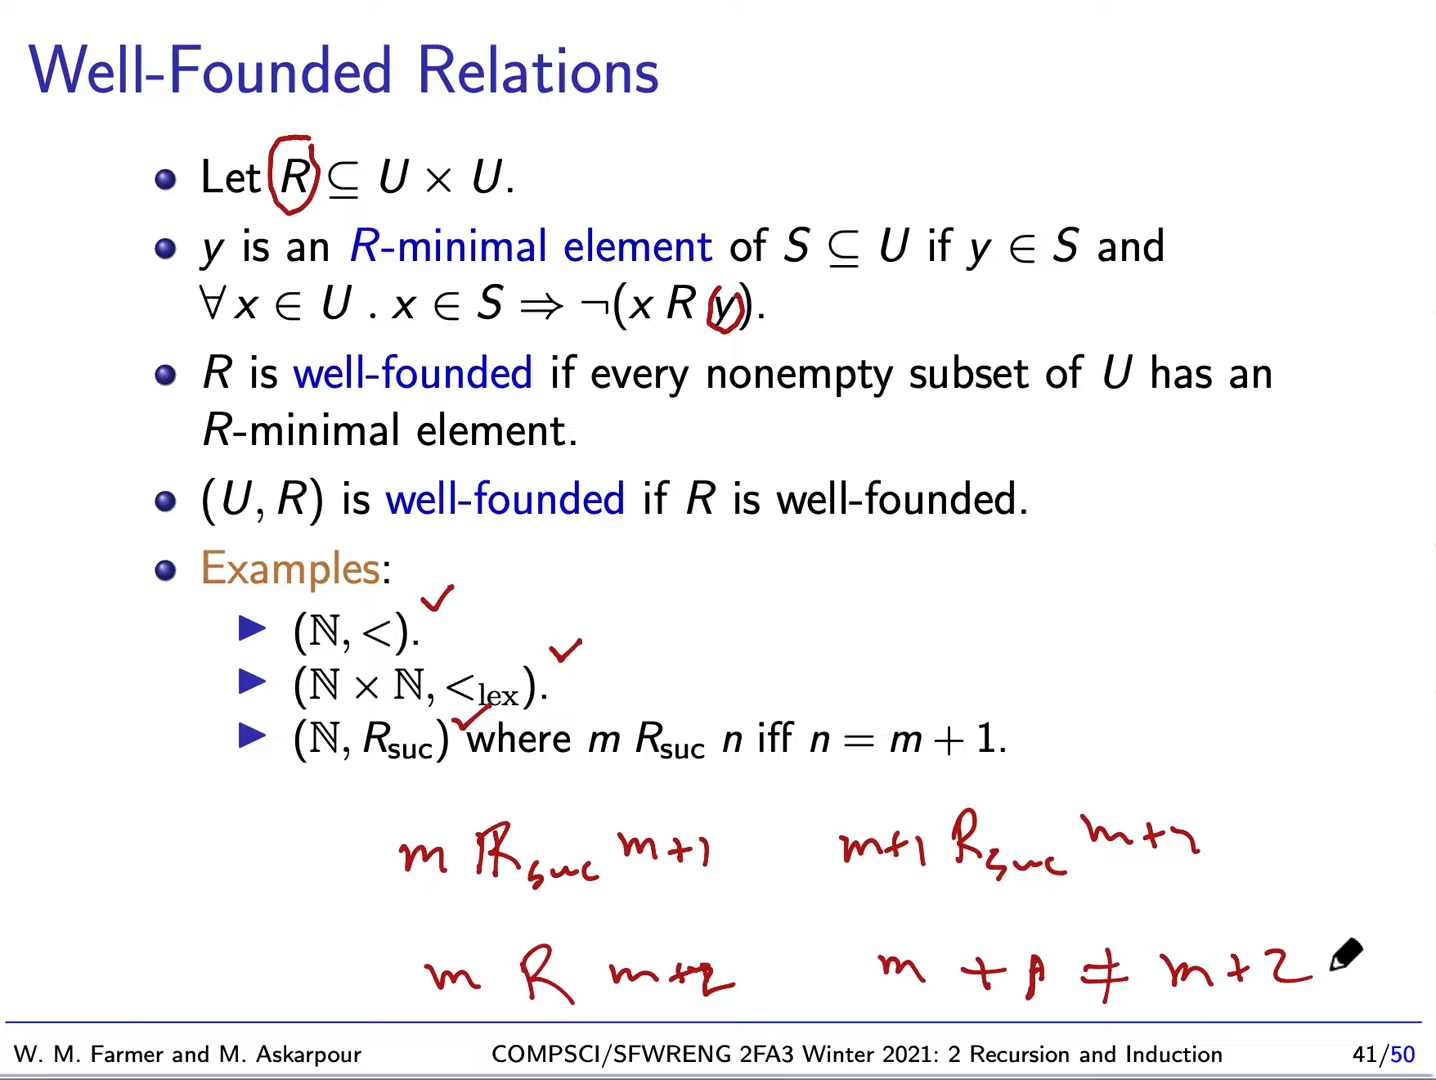 Well-Founded Relations
Let R ⊆ U × U.
y is an R-minimal element of S ⊆ U if y ∈ S and
∀ x ∈ U . x ∈ S ⇒ ¬(x R y).
R is well-founded if every nonempty subset of U has an
R-minimal element.
(U, R) is well-founded if R is well-founded.
Examples:
(ℕ, <).
(ℕ × ℕ, <lex).
(ℕ, Rsuc) where m Rsuc n iff n = m + 1.
m Rsuc m+1 m+1 Rsuc m+2
m R m+2 m + 1 ≠ m+2
W. M. Farmer and M. Askarpour COMPSCI/SFWRENG 2FA3 Winter 2021: 2 Recursion and Induction 41/50